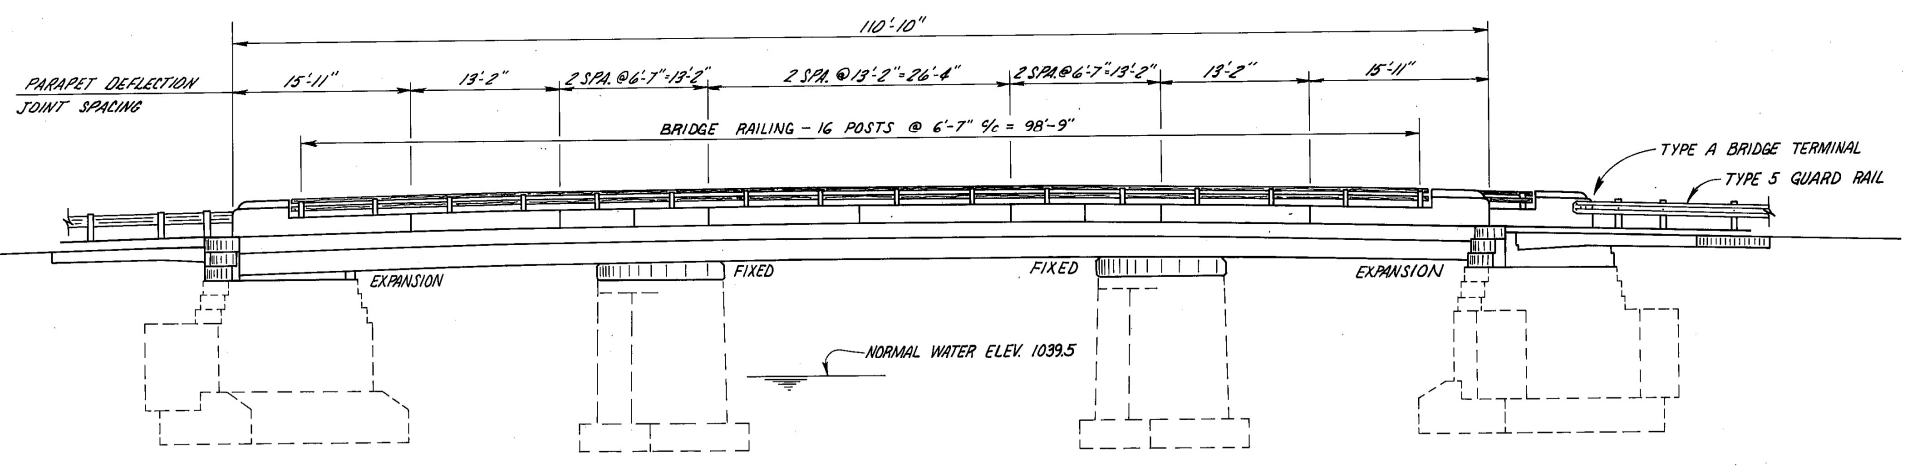 110'-10"
PARAPET DEFLECTION
JOINT SPACING
15'-11"
13'-2"
2 SPA. @ 6'-7"=13'-2"
2 SPA. @ 13'-2"=26'-4"
2 SPA. @ 6'-7"=13'-2"
13'-2"
15'-11"
BRIDGE RAILING - 16 POSTS @ 6'-7" c/c = 98'-9"
TYPE A BRIDGE TERMINAL
TYPE 5 GUARD RAIL
EXPANSION
FIXED
FIXED
EXPANSION
NORMAL WATER ELEV. 1039.5